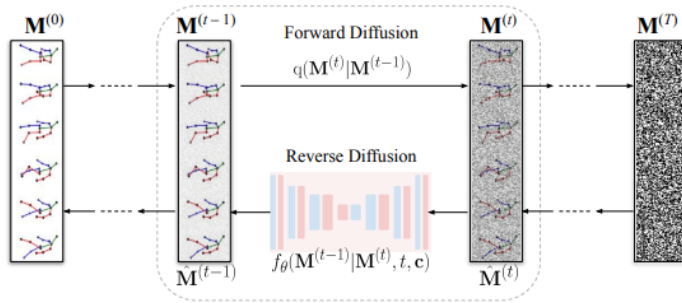 M^(0) M^(t−1) Forward Diffusion M^(t) M^(T)
q(M^(t)|M^(t−1))
Reverse Diffusion
f_θ(M^(t−1)|M^(t), t, c)
M̂^(t−1) M̂^(t)